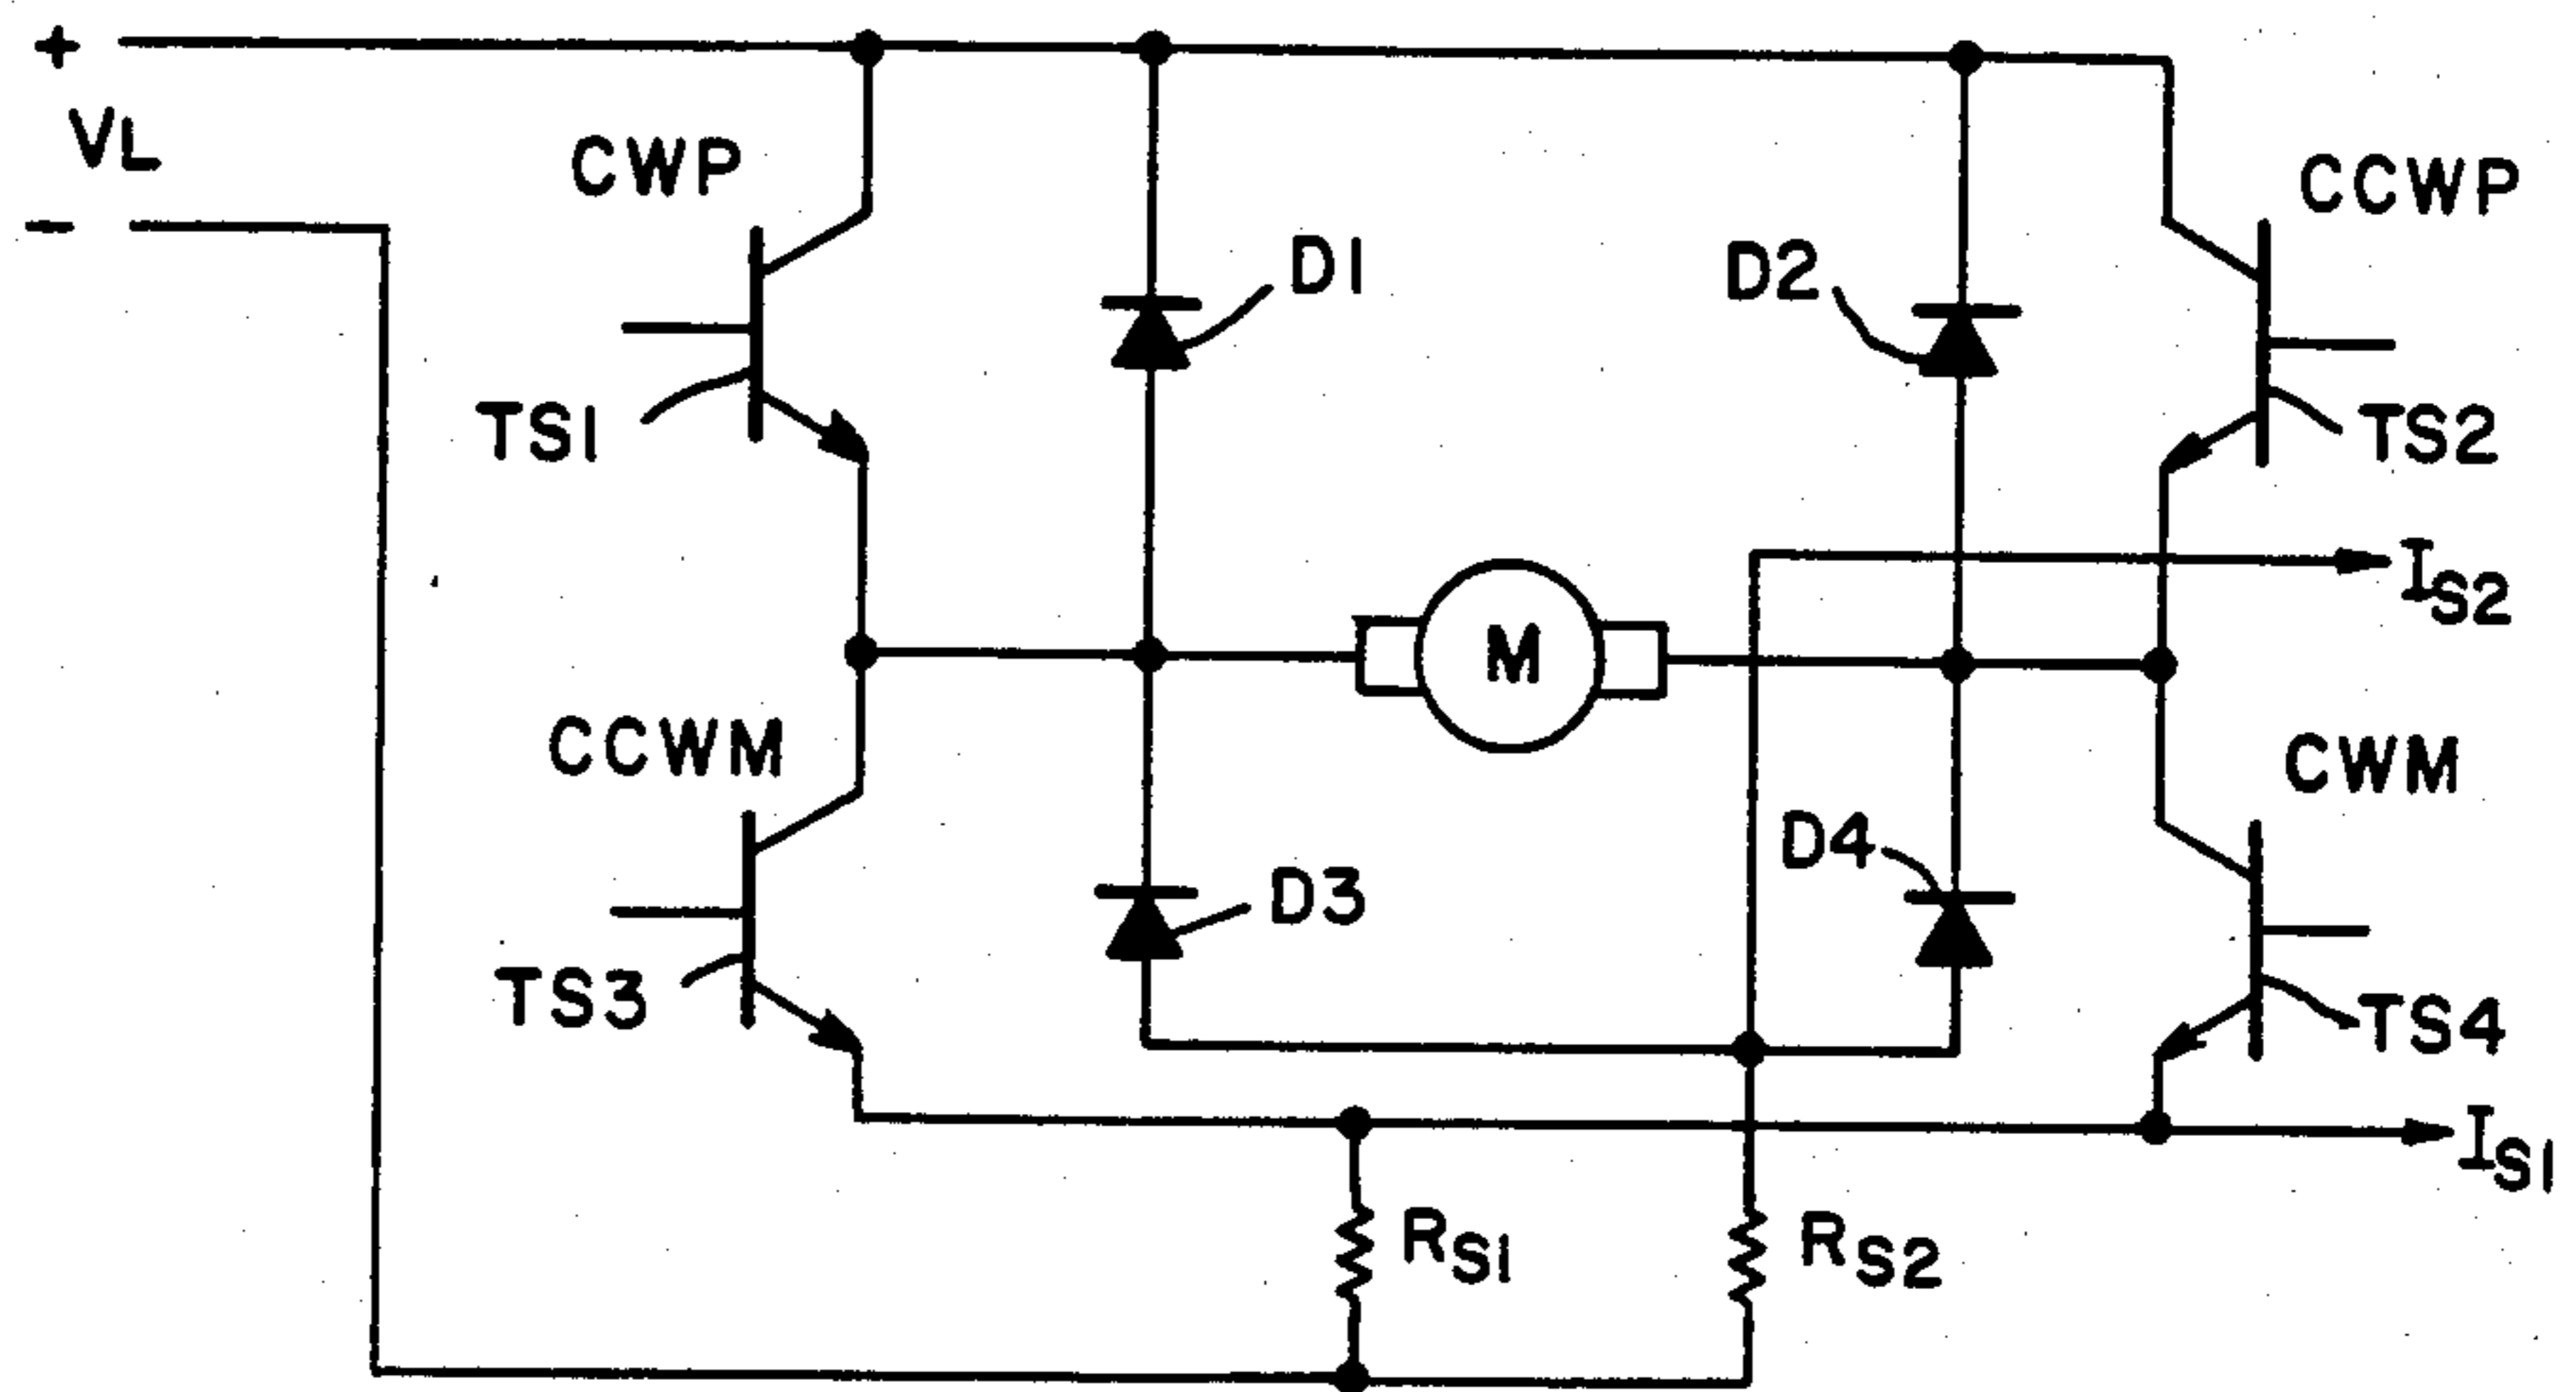 +
VL
-
CWP
CCWP
D1
D2
TS1
TS2
IS2
M
CCWM
CWM
D4
D3
TS3
TS4
IS1
RS1
RS2